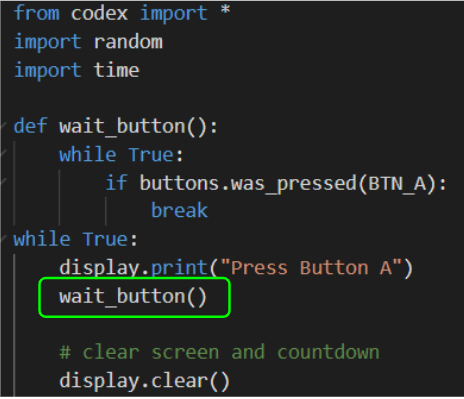 from codex import *
import random
import time
def wait_button():
    while True:
        if buttons.was_pressed(BTN_A):
            break
while True:
    display.print("Press Button A")
    wait_button()
    # clear screen and countdown
    display.clear()